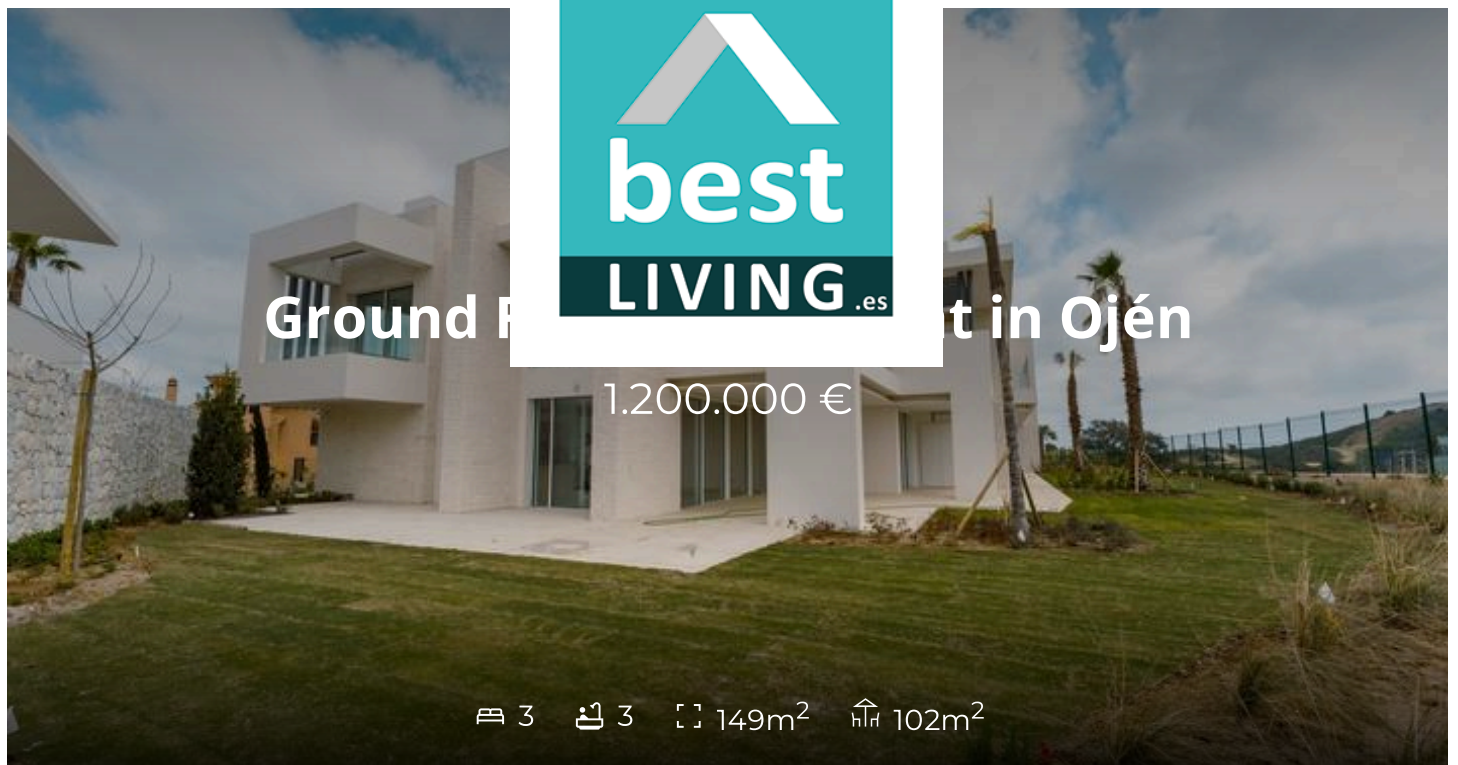 best
LIVING.es
Ground in Ojén
1.200.000 €
3 3 149m² 102m²